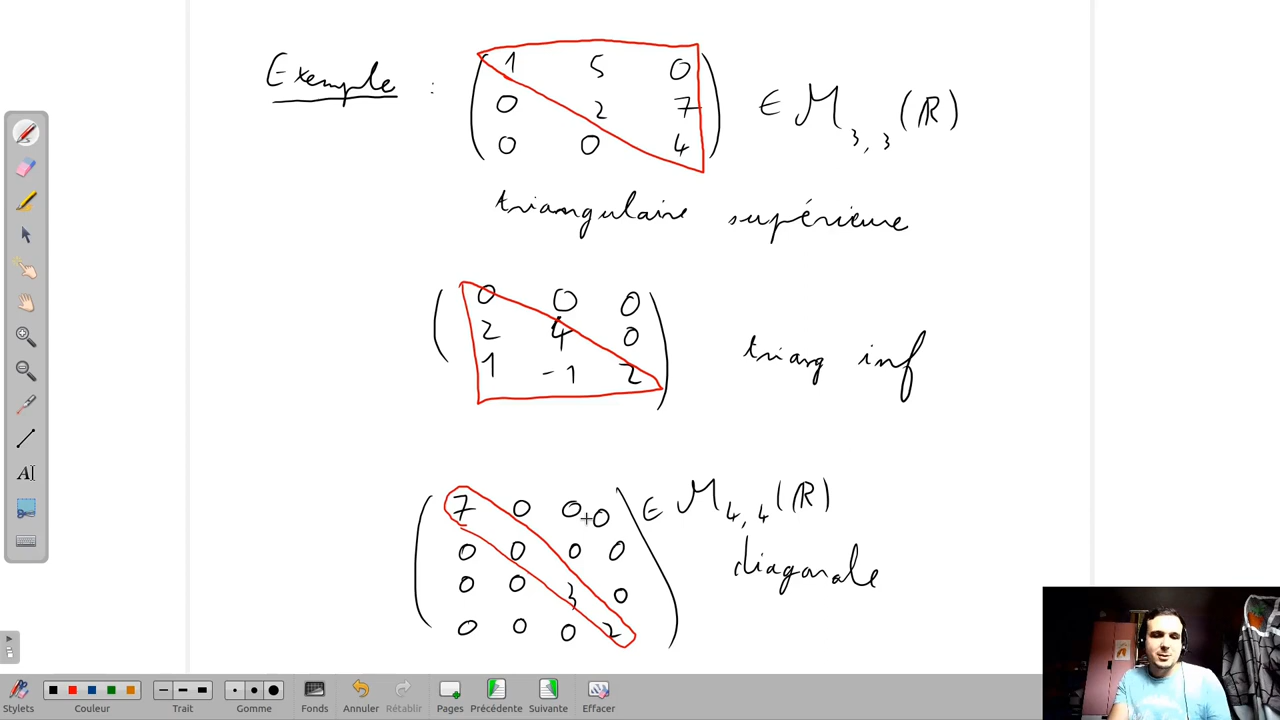 Exemple : ( 1 5 0 ) ∈ M 3,3 (ℝ)
0 2 7
0 0 4
triangulaire supérieure
( 0 0 0 )
2 4 0 triang inf
1 -1 2
( 7 0 0 0 ) ∈ M 4,4 (ℝ)
0 0 0 0 diagonale
0 0 3 0
0 0 0 2
Stylets Couleur Trait Gomme Fonds Annuler Rétablir Pages Précédente Suivante Effacer